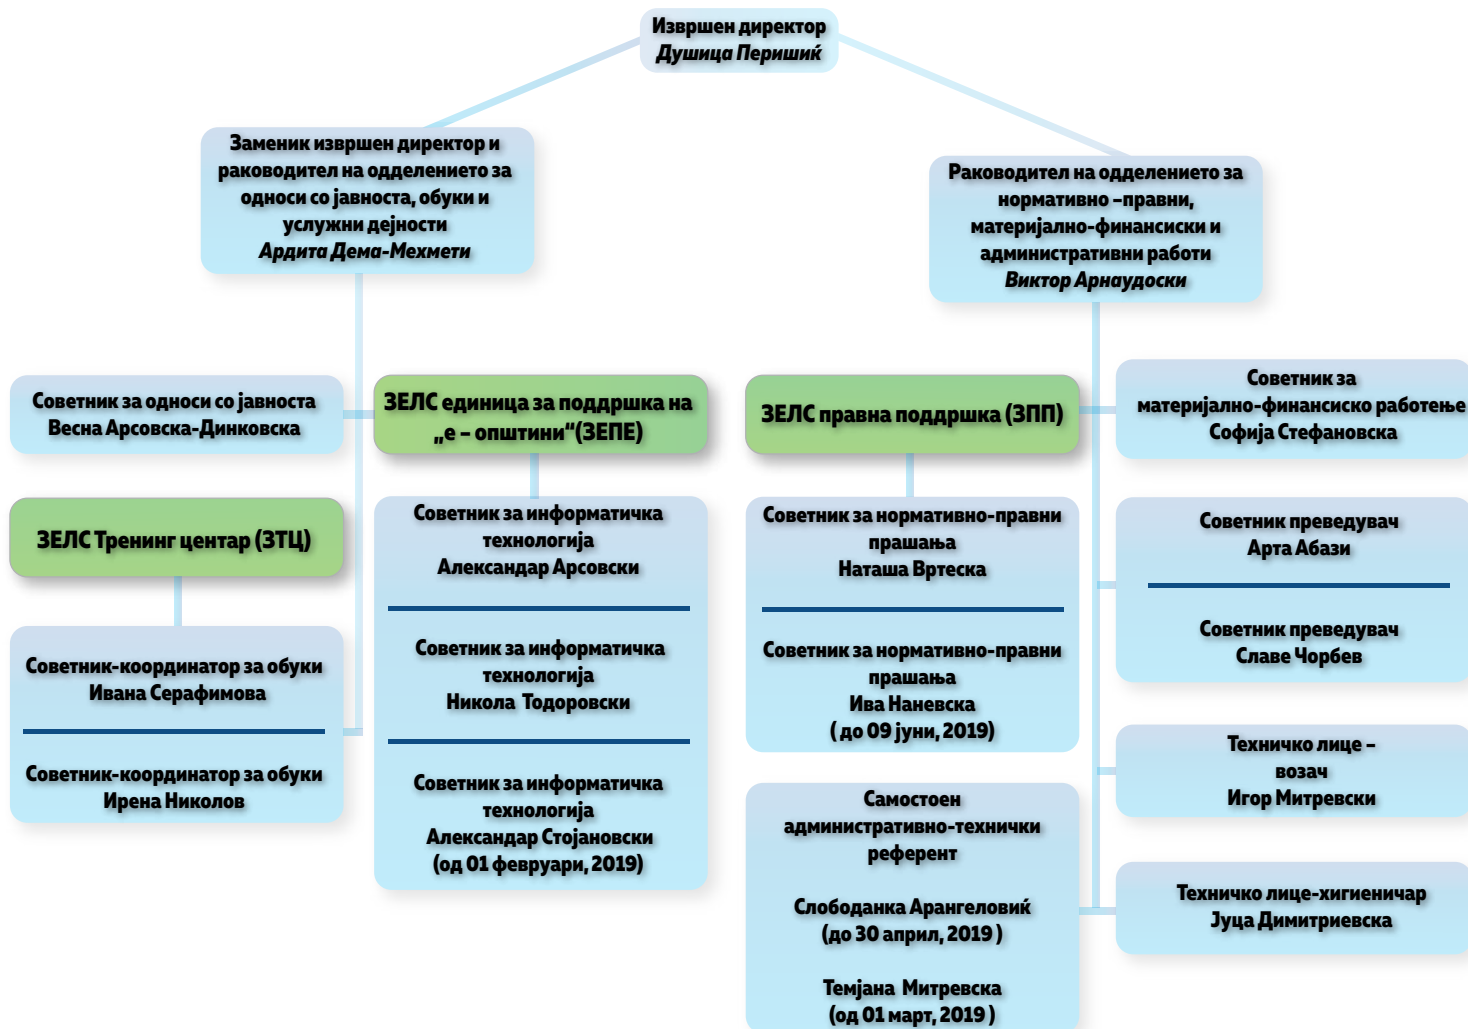 Извршен директор
Душица Перишиќ
Заменик извршен директор и
раководител на одделението за
односи со јавноста, обуки и
услужни дејности
Ардита Дема-Мехмети
Раководител на одделението за
нормативно –правни,
материјално-финансиски и
административни работи
Виктор Арнаудоски
Советник за односи со јавноста
Весна Арсовска-Динковска
ЗЕЛС единица за поддршка на
„е – општини“(ЗЕПЕ)
ЗЕЛС правна поддршка (ЗПП)
Советник за
материјално-финансиско работење
Софија Стефановска
ЗЕЛС Тренинг центар (ЗТЦ)
Советник-координатор за обуки
Ивана Серафимова
Советник-координатор за обуки
Ирена Николов
Советник за информатичка
технологија
Александар Арсовски
Советник за информатичка
технологија
Никола Тодоровски
Советник за информатичка
технологија
Александар Стојановски
(од 01 февруари, 2019)
Советник за нормативно-правни
прашања
Наташа Вртеска
Советник за нормативно-правни
прашања
Ива Наневска
( до 09 јуни, 2019)
Самостоен
административно-технички
референт
Слободанка Арангеловиќ
(до 30 април, 2019 )
Темјана Митревска
(од 01 март, 2019 )
Советник преведувач
Арта Абази
Советник преведувач
Славе Чорбев
Техничко лице –
возач
Игор Митревски
Техничко лице-хигиеничар
Јуца Димитриевска